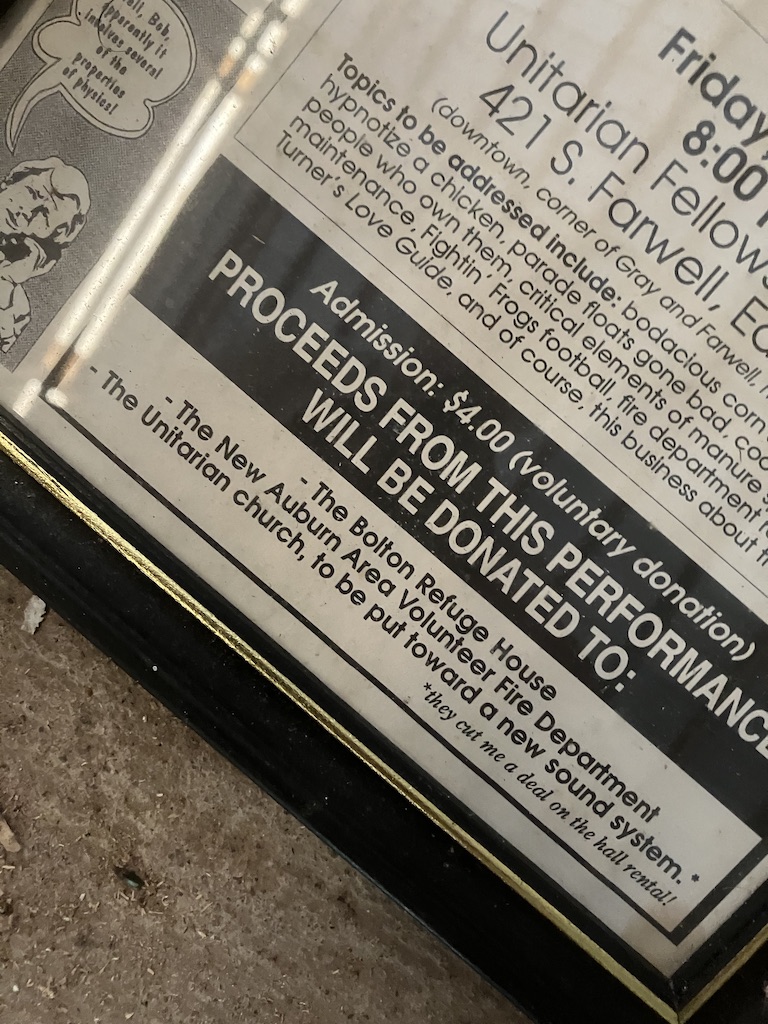 Bob,
apparently it
involves several
of the
properties
of physics!
Friday,
8:00
Unitarian Fellows
421 S. Farwell,
(downtown, corner of Gray and Farwell,
Topics to be addressed include: bodacious corn
hypnotize a chicken, parade floats gone bad,
people who own them, critical elements of manure
maintenance, Fightin' Frogs football, fire department
Turner's Love Guide, and of course, this business about
Admission: $4.00 (voluntary donation)
PROCEEDS FROM THIS PERFORMANCE
WILL BE DONATED TO:
- The Bolton Refuge House
- The New Auburn Area Volunteer Fire Department
- The Unitarian church, to be put toward a new sound system.*
*they cut me a deal on the hall rental!